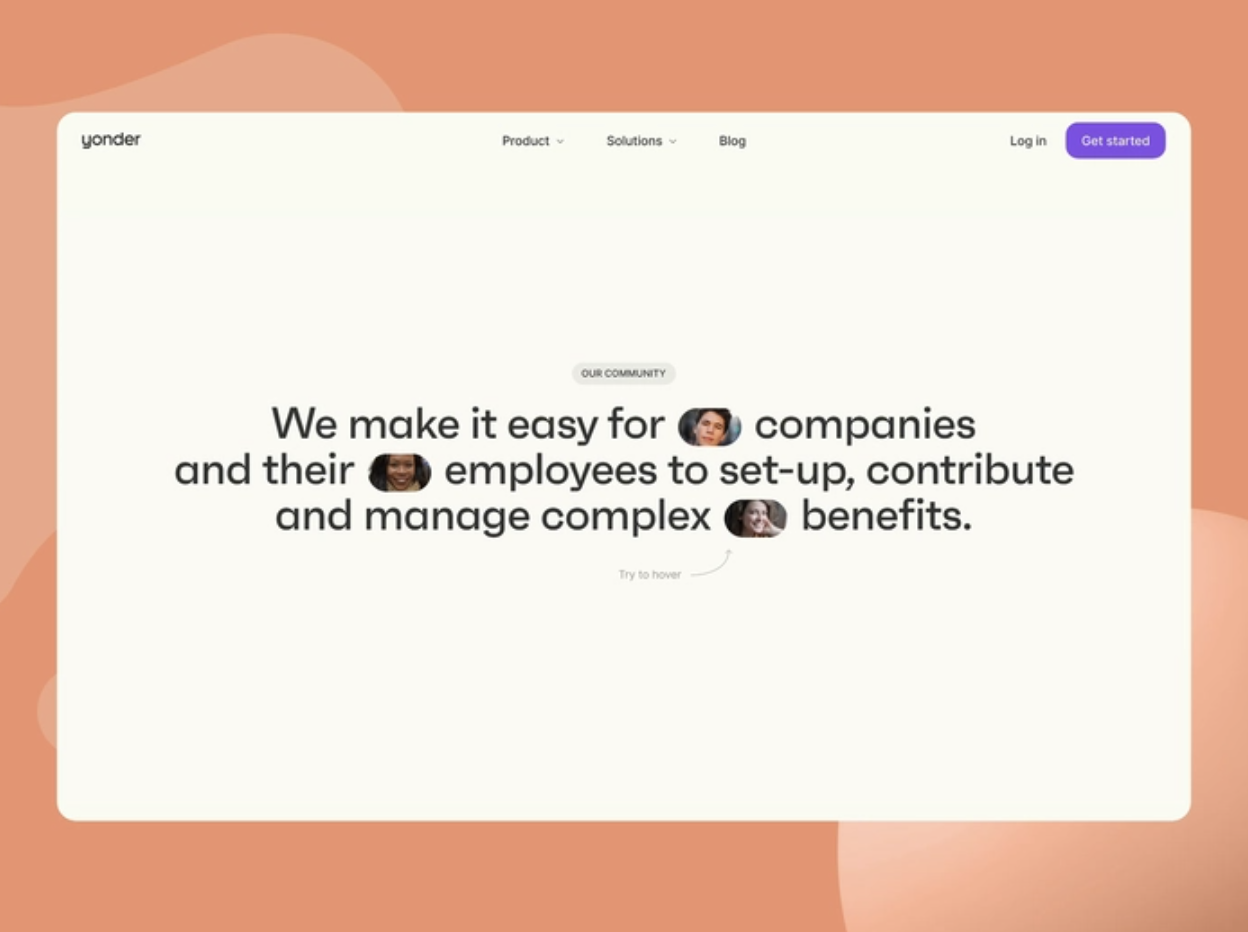 yonder
Product
Solutions
Blog
Log in
Get started
OUR COMMUNITY
We make it easy for companies
and their employees to set-up, contribute
and manage complex benefits.
Try to hover